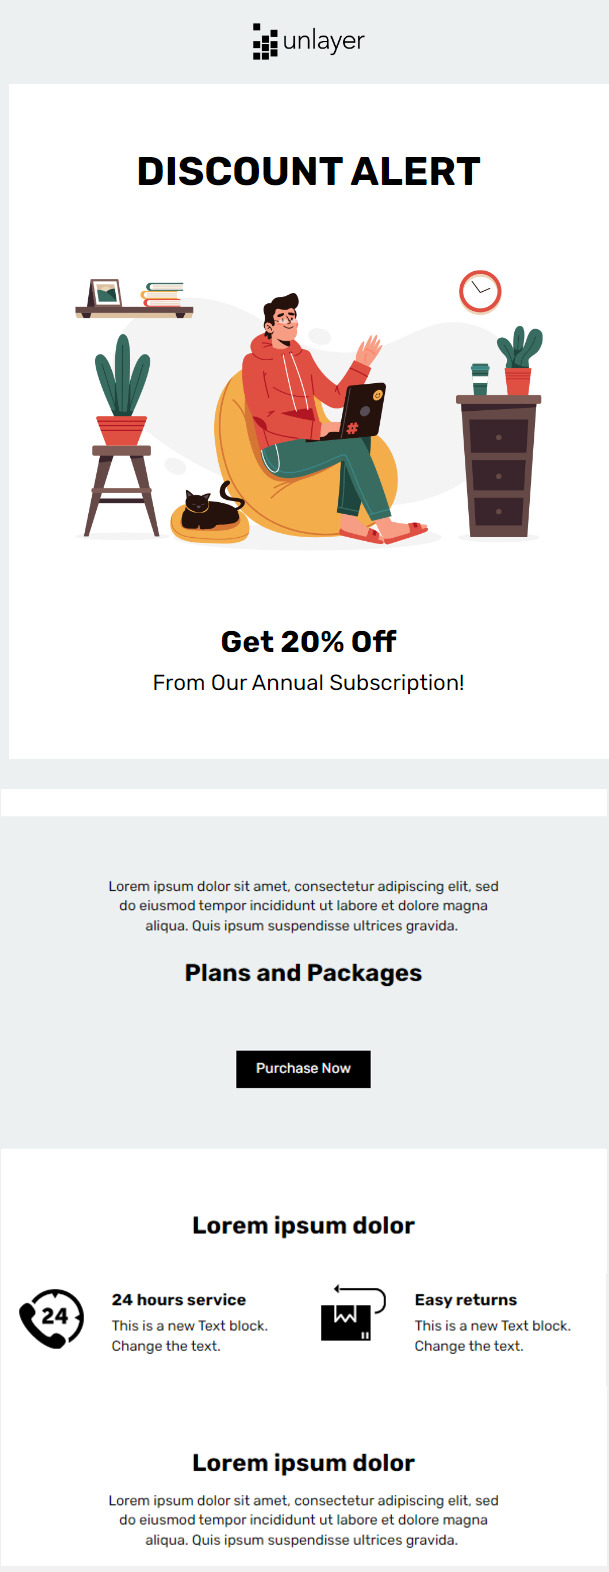 unlayer
DISCOUNT ALERT
#
Get 20% Off
From Our Annual Subscription!
Lorem ipsum dolor sit amet, consectetur adipiscing elit, sed
do eiusmod tempor incididunt ut labore et dolore magna
aliqua. Quis ipsum suspendisse ultrices gravida.
Plans and Packages
Purchase Now
Lorem ipsum dolor
24
24 hours service
This is a new Text block.
Change the text.
Easy returns
This is a new Text block.
Change the text.
Lorem ipsum dolor
Lorem ipsum dolor sit amet, consectetur adipiscing elit, sed
do eiusmod tempor incididunt ut labore et dolore magna
aliqua. Quis ipsum suspendisse ultrices gravida.